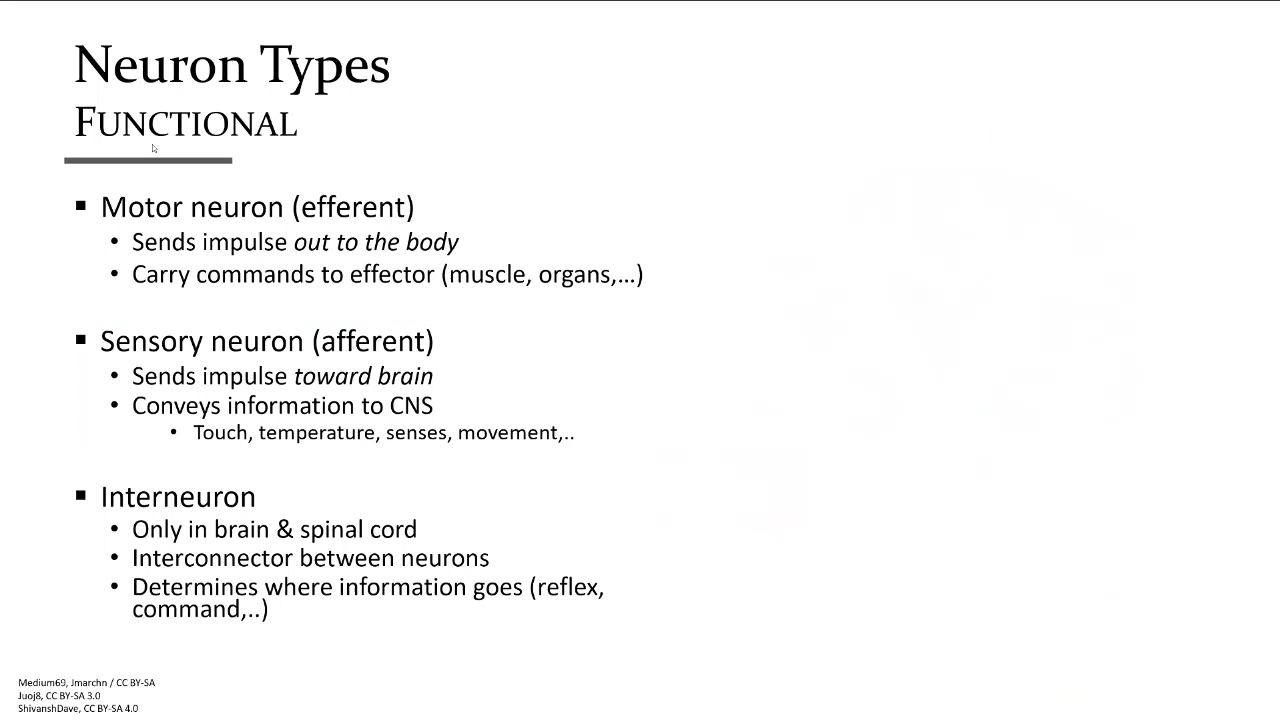 Neuron Types
FUNCTIONAL
▪ Motor neuron (efferent)
• Sends impulse out to the body
• Carry commands to effector (muscle, organs,...)
▪ Sensory neuron (afferent)
• Sends impulse toward brain
• Conveys information to CNS
• Touch, temperature, senses, movement,..
▪ Interneuron
• Only in brain & spinal cord
• Interconnector between neurons
• Determines where information goes (reflex,
command,..)
Medium69, Jmarchn / CC BY-SA
Juoj8, CC BY-SA 3.0
ShivanshDave, CC BY-SA 4.0